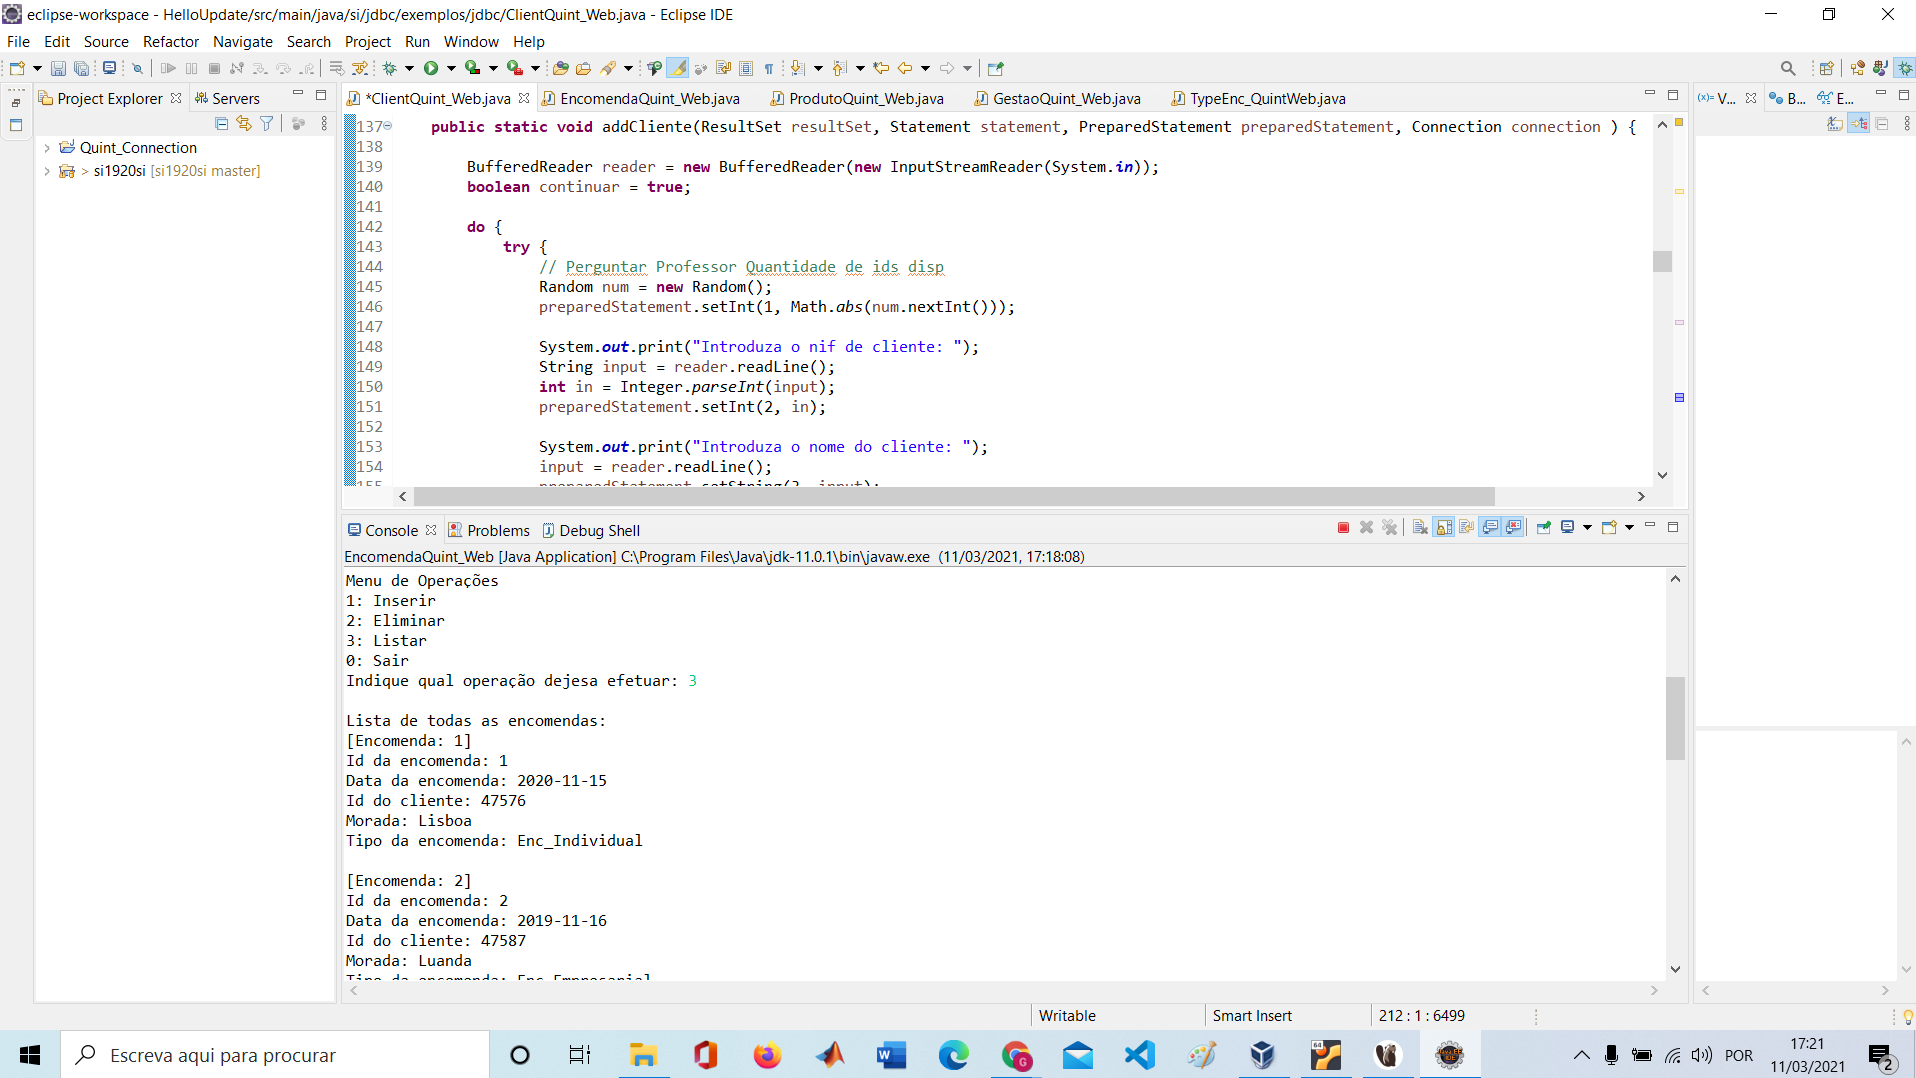 eclipse-workspace - HelloUpdate/src/main/java/si/jdbc/exemplos/jdbc/ClientQuint_Web.java - Eclipse IDE
File Edit Source Refactor Navigate Search Project Run Window Help
Project Explorer Servers
Quint_Connection
> si1920si [si1920si master]
*ClientQuint_Web.java EncomendaQuint_Web.java ProdutoQuint_Web.java GestaoQuint_Web.java TypeEnc_QuintWeb.java
(x)= V... B... E...
137 public static void addCliente(ResultSet resultSet, Statement statement, PreparedStatement preparedStatement, Connection connection ) {
138
139 BufferedReader reader = new BufferedReader(new InputStreamReader(System.in));
140 boolean continuar = true;
141
142 do {
143 try {
144 // Perguntar Professor Quantidade de ids disp
145 Random num = new Random();
146 preparedStatement.setInt(1, Math.abs(num.nextInt()));
147
148 System.out.print("Introduza o nif de cliente: ");
149 String input = reader.readLine();
150 int in = Integer.parseInt(input);
151 preparedStatement.setInt(2, in);
152
153 System.out.print("Introduza o nome do cliente: ");
154 input = reader.readLine();
155 preparedStatement.setString(3, input);
Console Problems Debug Shell
EncomendaQuint_Web [Java Application] C:\Program Files\Java\jdk-11.0.1\bin\javaw.exe (11/03/2021, 17:18:08)
Menu de Operações
1: Inserir
2: Eliminar
3: Listar
0: Sair
Indique qual operação dejesa efetuar: 3
Lista de todas as encomendas:
[Encomenda: 1]
Id da encomenda: 1
Data da encomenda: 2020-11-15
Id do cliente: 47576
Morada: Lisboa
Tipo da encomenda: Enc_Individual
[Encomenda: 2]
Id da encomenda: 2
Data da encomenda: 2019-11-16
Id do cliente: 47587
Morada: Luanda
Tipo da encomenda: Enc_Empresarial
Writable Smart Insert 212 : 1 : 6499
Escreva aqui para procurar
POR
17:21
11/03/2021
2